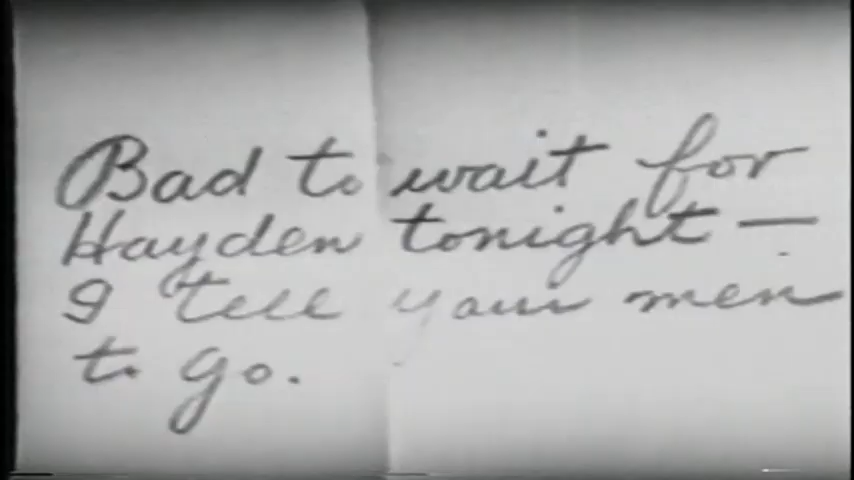 Bad to wait for
Hayden tonight —
I tell your men
to go.